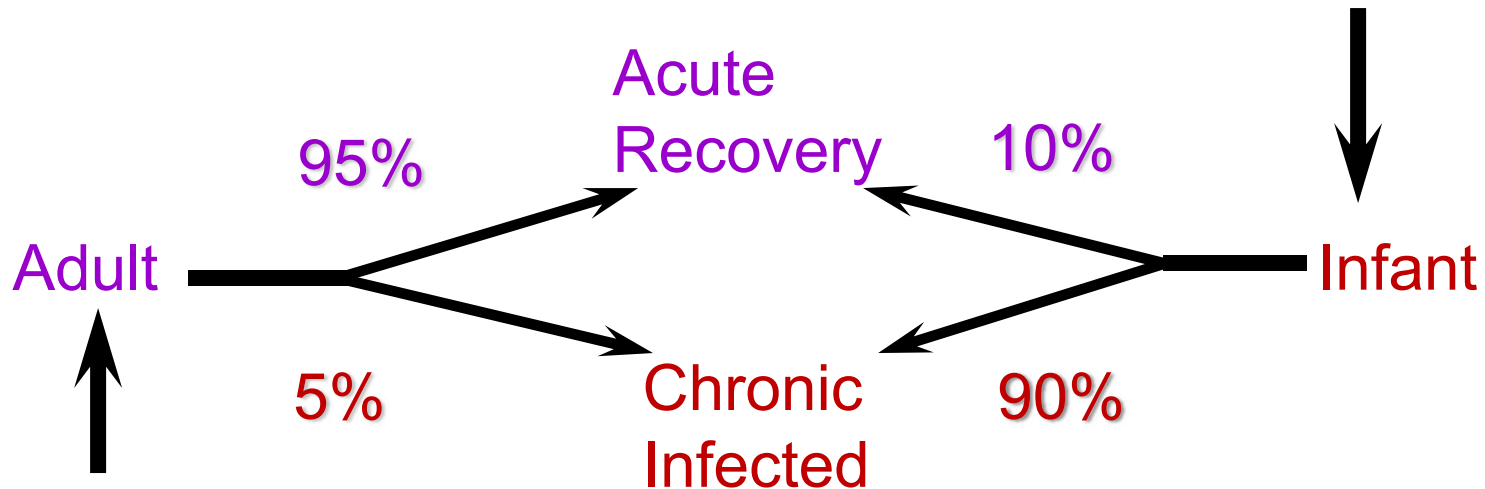 Acute
Recovery
95%
10%
Adult
Infant
5%
Chronic
Infected
90%